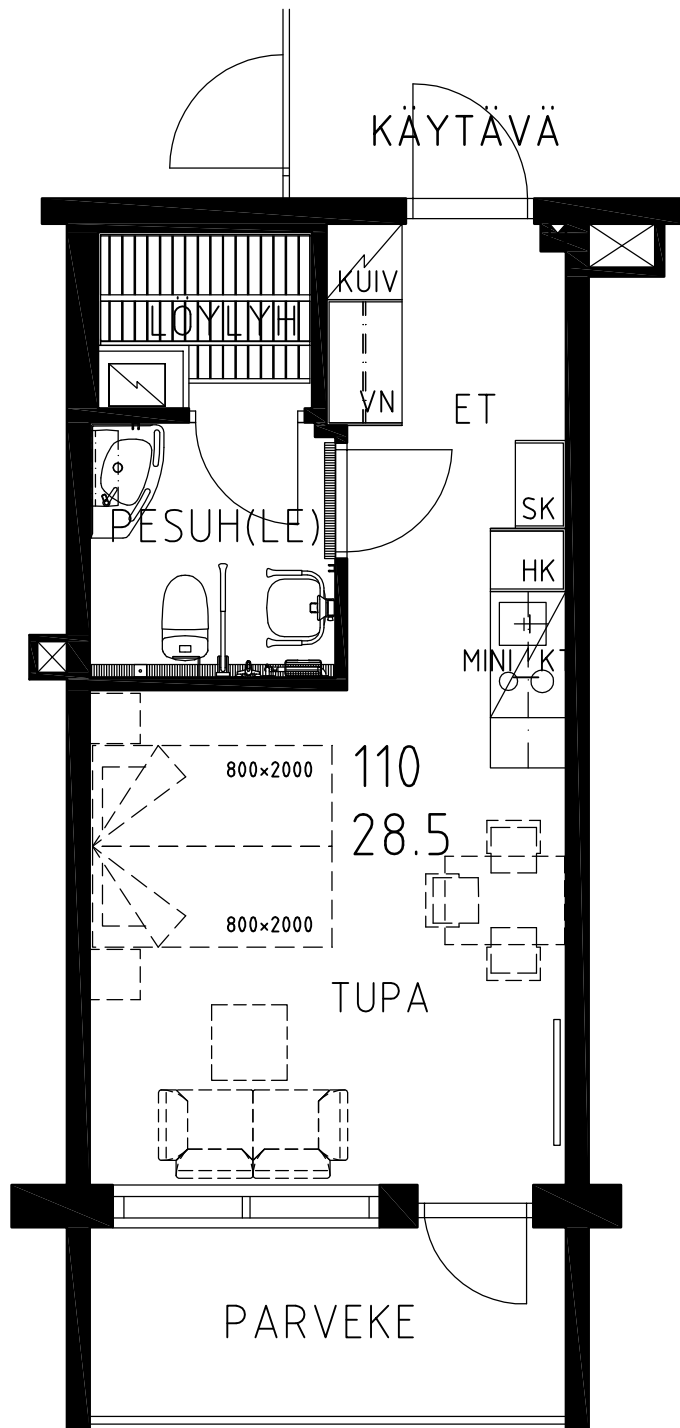 KÄYTÄVÄ
KUIV
LÖYLYH
VN
ET
SK
PESUH(LE)
HK
MINI KT
800×2000
110
28.5
800×2000
TUPA
PARVEKE